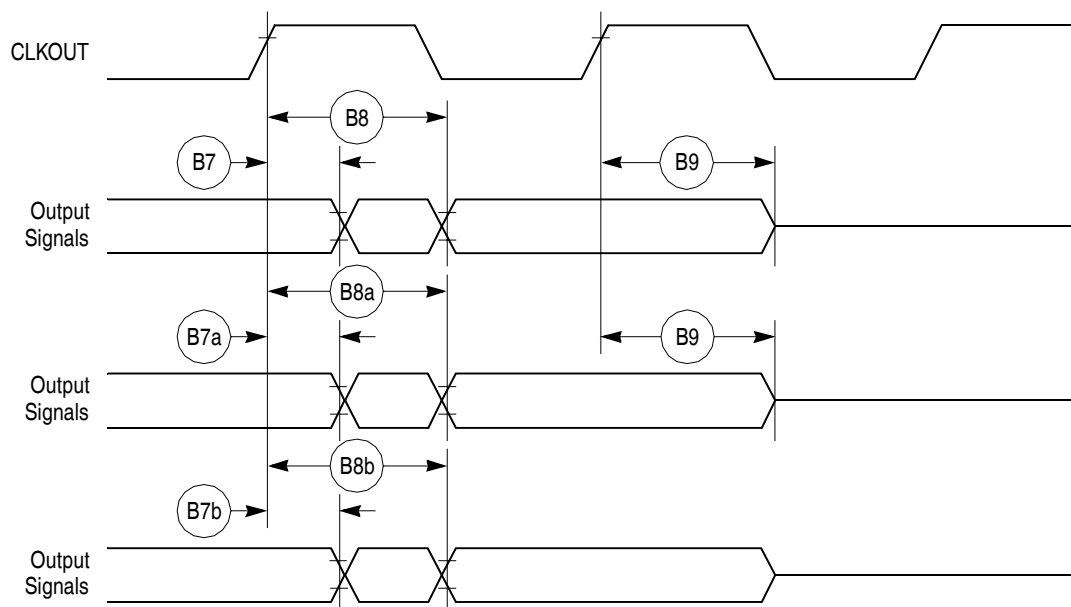 CLKOUT
B8
B7
B9
Output
Signals
B8a
B7a
B9
Output
Signals
B8b
B7b
Output
Signals